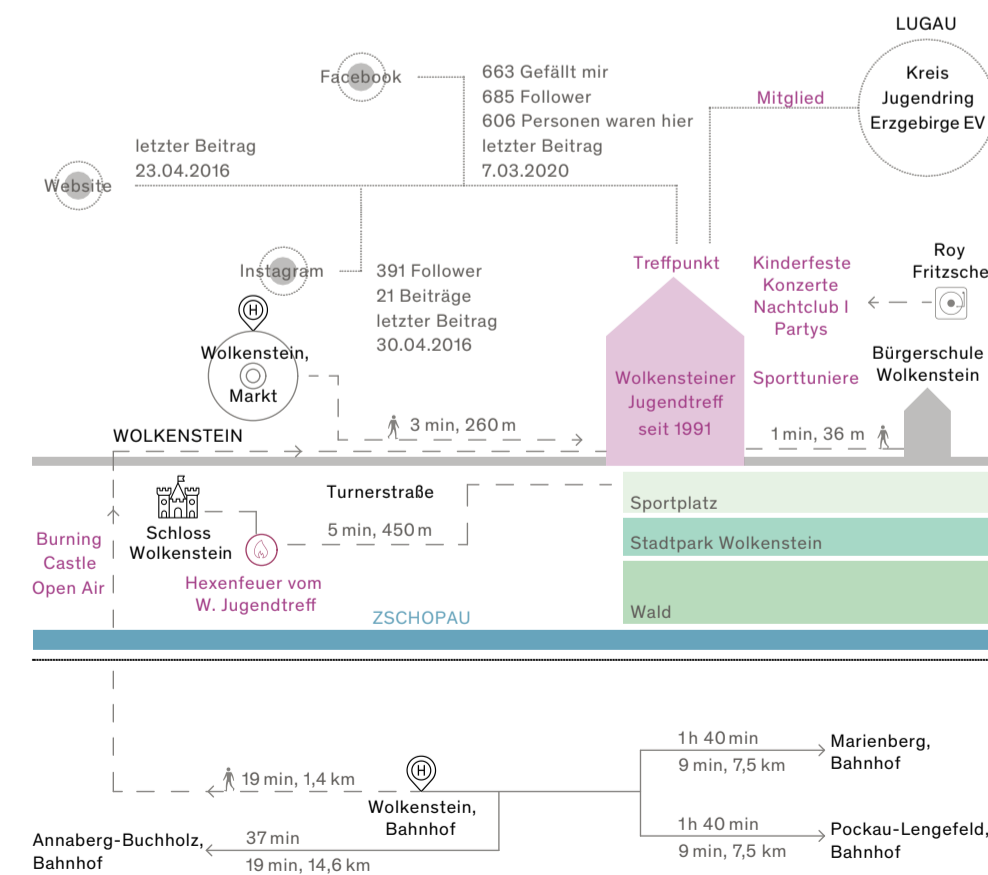 LUGAU
Kreis
Jugendring
Erzgebirge EV
Mitglied
Facebook
663 Gefällt mir
685 Follower
606 Personen waren hier
letzter Beitrag
7.03.2020
letzter Beitrag
23.04.2016
Website
Instagram
391 Follower
21 Beiträge
letzter Beitrag
30.04.2016
Treffpunkt
Kinderfeste
Konzerte
Nachtclub I
Partys
Roy
Fritzsche
H
Wolkenstein,
Markt
Wolkensteiner
Jugendtreff
seit 1991
Sporttuniere
Bürgerschule
Wolkenstein
3 min, 260 m
1 min, 36 m
WOLKENSTEIN
Turnerstraße
5 min, 450 m
Schloss
Wolkenstein
Burning
Castle
Open Air
Hexenfeuer vom
W. Jugendtreff
Sportplatz
Stadtpark Wolkenstein
Wald
ZSCHOPAU
19 min, 1,4 km
H
Wolkenstein,
Bahnhof
1 h 40 min
9 min, 7,5 km
Marienberg,
Bahnhof
Annaberg-Buchholz,
Bahnhof
37 min
19 min, 14,6 km
1 h 40 min
9 min, 7,5 km
Pockau-Lengefeld,
Bahnhof